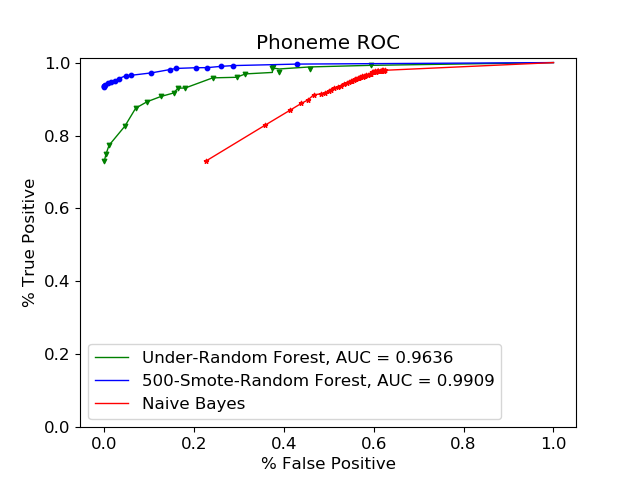 Phoneme ROC
% True Positive
1.0
0.8
0.6
0.4
0.2
0.0
Under-Random Forest, AUC = 0.9636
500-Smote-Random Forest, AUC = 0.9909
Naive Bayes
0.0 0.2 0.4 0.6 0.8 1.0
% False Positive